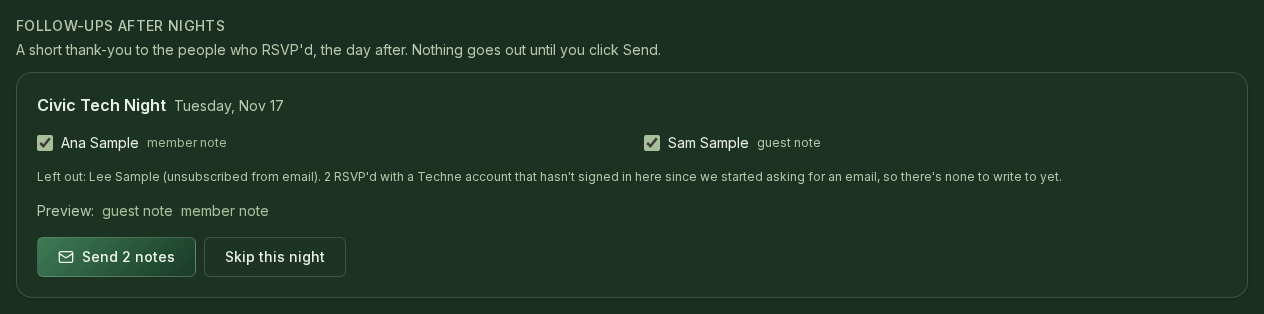 FOLLOW-UPS AFTER NIGHTS
A short thank-you to the people who RSVP'd, the day after. Nothing goes out until you click Send.
Civic Tech Night Tuesday, Nov 17
Ana Sample member note Sam Sample guest note
Left out: Lee Sample (unsubscribed from email). 2 RSVP'd with a Techne account that hasn't signed in here since we started asking for an email, so there's none to write to yet.
Preview: guest note member note
Send 2 notes Skip this night